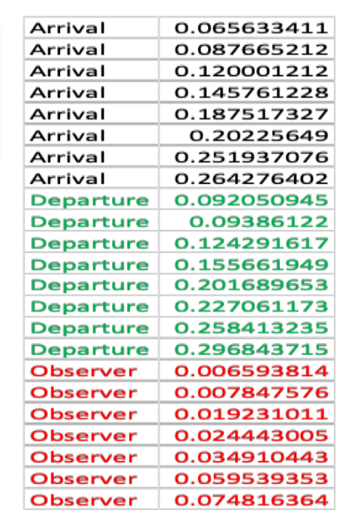 Arrival 0.065633411
Arrival 0.087665212
Arrival 0.120001212
Arrival 0.145761228
Arrival 0.187517327
Arrival 0.20225649
Arrival 0.251937076
Arrival 0.264276402
Departure 0.092050945
Departure 0.09386122
Departure 0.124291617
Departure 0.155661949
Departure 0.201689653
Departure 0.227061173
Departure 0.258413235
Departure 0.296843715
Observer 0.006593814
Observer 0.007847576
Observer 0.019231011
Observer 0.024443005
Observer 0.034910443
Observer 0.059539353
Observer 0.074816364